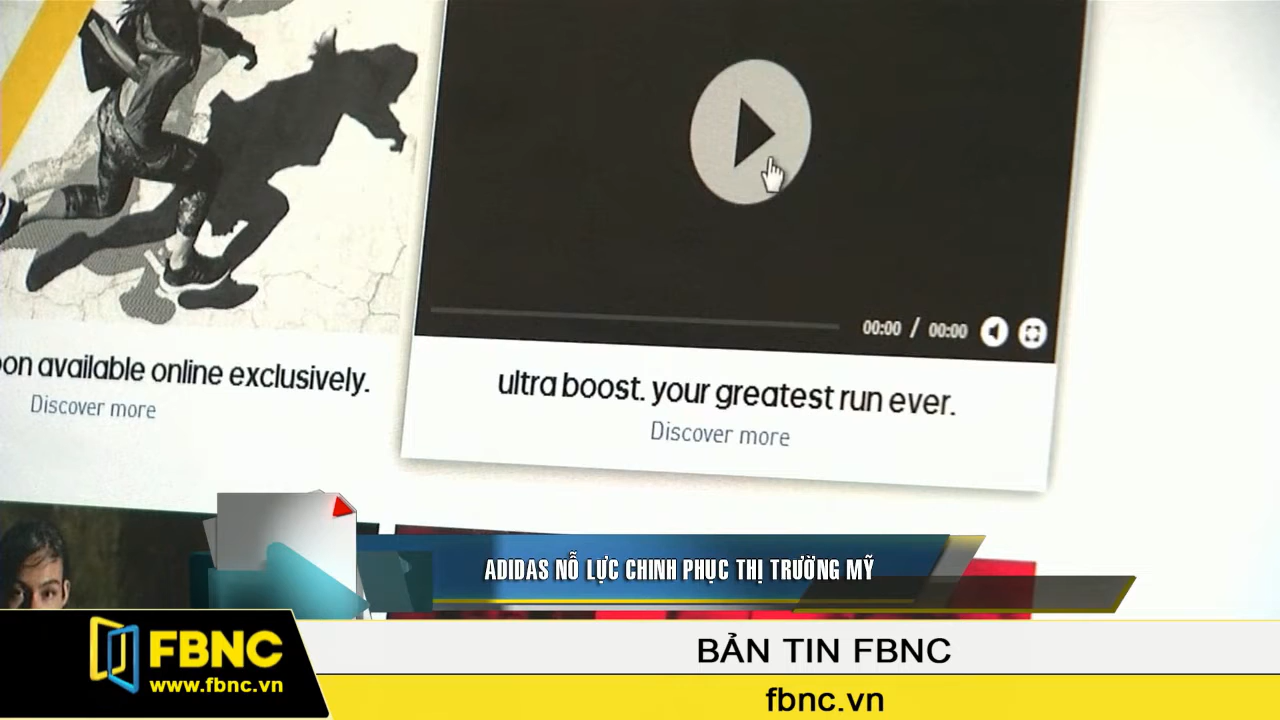 00:00 / 00:00
on available online exclusively.
Discover more
ultra boost. your greatest run ever.
Discover more
ADIDAS NỖ LỰC CHINH PHỤC THỊ TRƯỜNG MỸ
FBNC
www.fbnc.vn
BẢN TIN FBNC
fbnc.vn